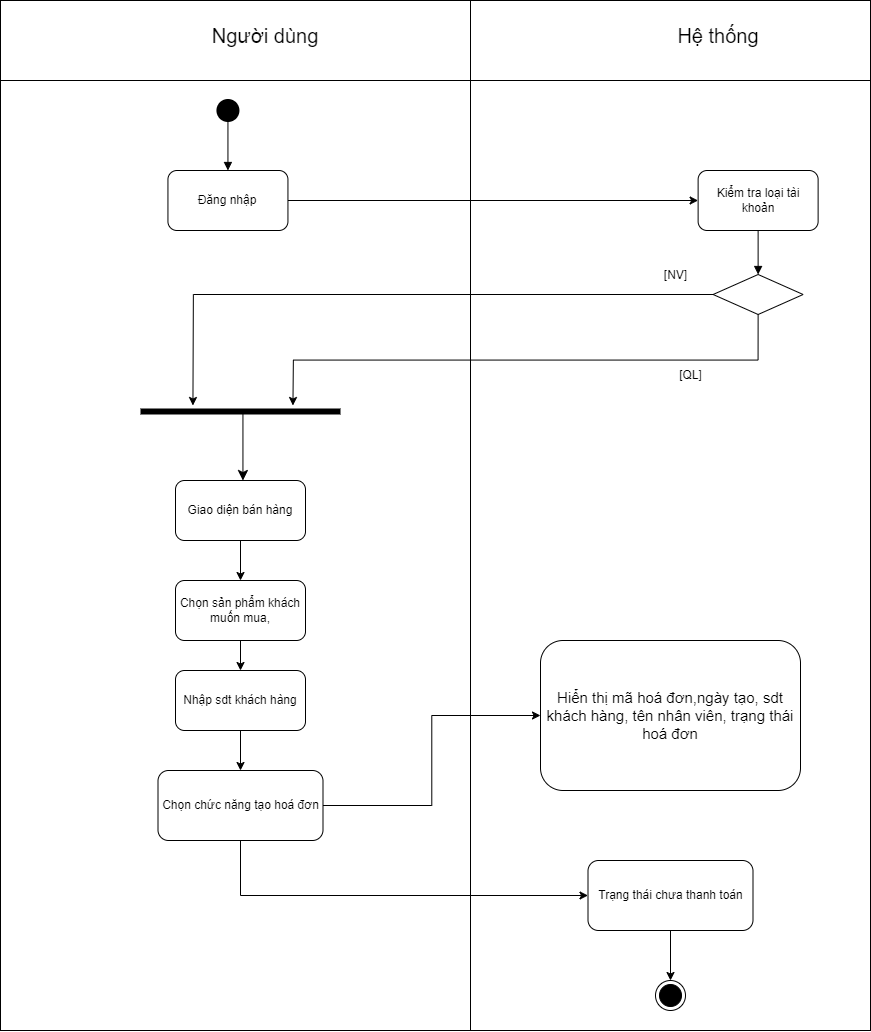 Người dùng
Hệ thống
Đăng nhập
Kiểm tra loại tài
khoản
[NV]
[QL]
Giao diện bán hàng
Chọn sản phẩm khách
muốn mua,
Nhập sdt khách hàng
Hiển thị mã hoá đơn,ngày tạo, sdt
khách hàng, tên nhân viên, trạng thái
hoá đơn
Chọn chức năng tạo hoá đơn
Trạng thái chưa thanh toán